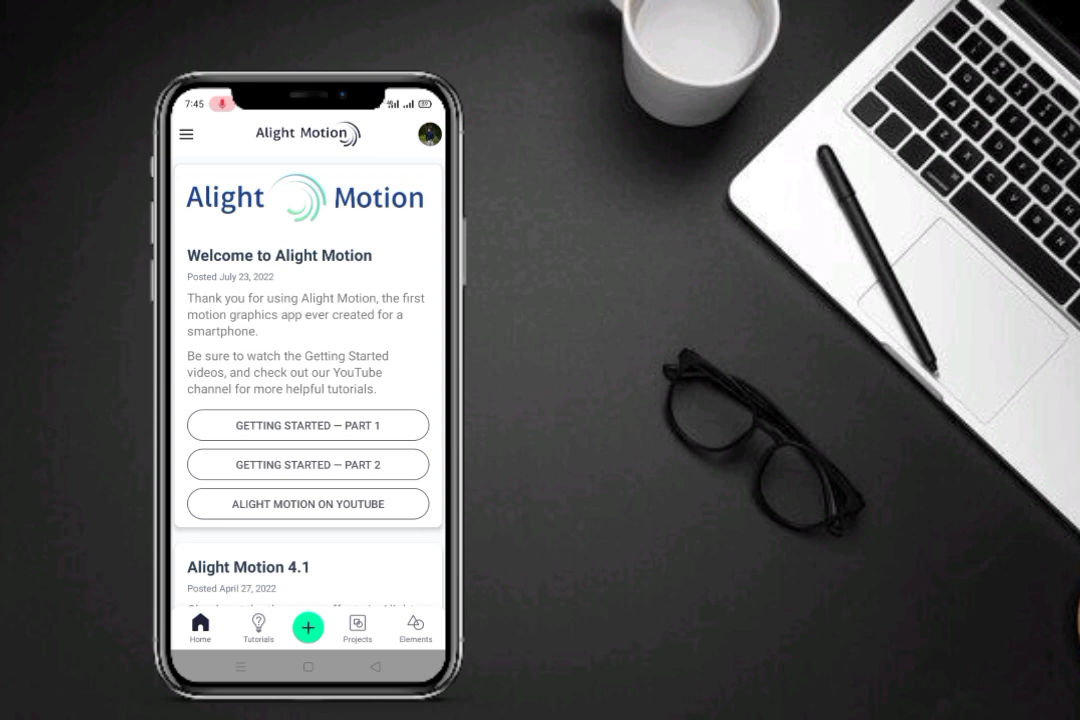 7:45
Alight Motion
Alight Motion
Welcome to Alight Motion
Posted July 23, 2022
Thank you for using Alight Motion, the first
motion graphics app ever created for a
smartphone.
Be sure to watch the Getting Started
videos, and check out our YouTube
channel for more helpful tutorials.
GETTING STARTED — PART 1
GETTING STARTED — PART 2
ALIGHT MOTION ON YOUTUBE
Alight Motion 4.1
Posted April 27, 2022
Home
Tutorials
Projects
Elements